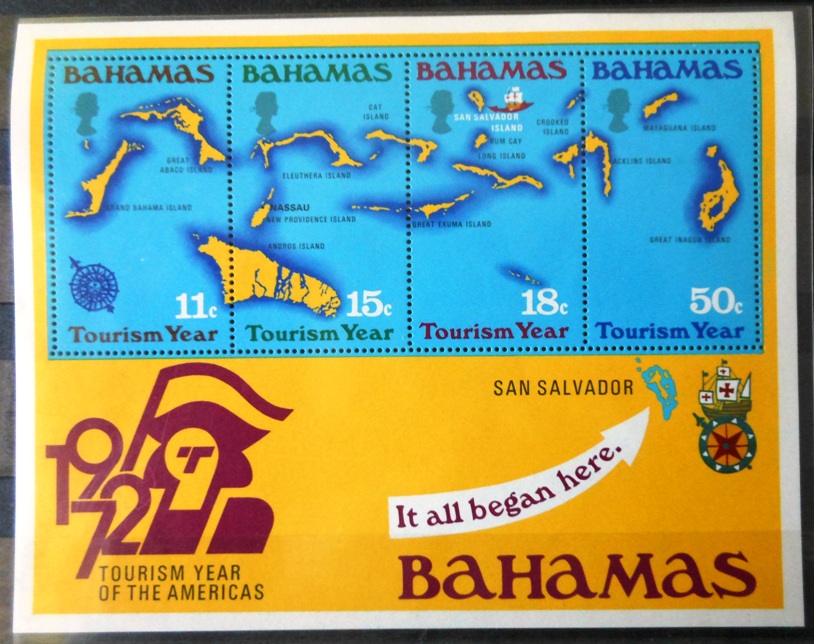 BAHAMAS
GREAT
ABACO ISLAND
GRAND BAHAMA ISLAND
11c
Tourism Year
BAHAMAS
CAT
ISLAND
ELEUTHERA ISLAND
NASSAU
NEW PROVIDENCE ISLAND
ANDROS ISLAND
15c
Tourism Year
BAHAMAS
SAN SALVADOR
ISLAND
CROOKED
ISLAND
RUM CAY
LONG ISLAND
GREAT EXUMA ISLAND
18c
Tourism Year
BAHAMAS
MAYAGUANA ISLAND
ACKLINS ISLAND
GREAT INAGUA ISLAND
50c
Tourism Year
1972
TOURISM YEAR
OF THE AMERICAS
SAN SALVADOR
It all began here.
BAHAMAS